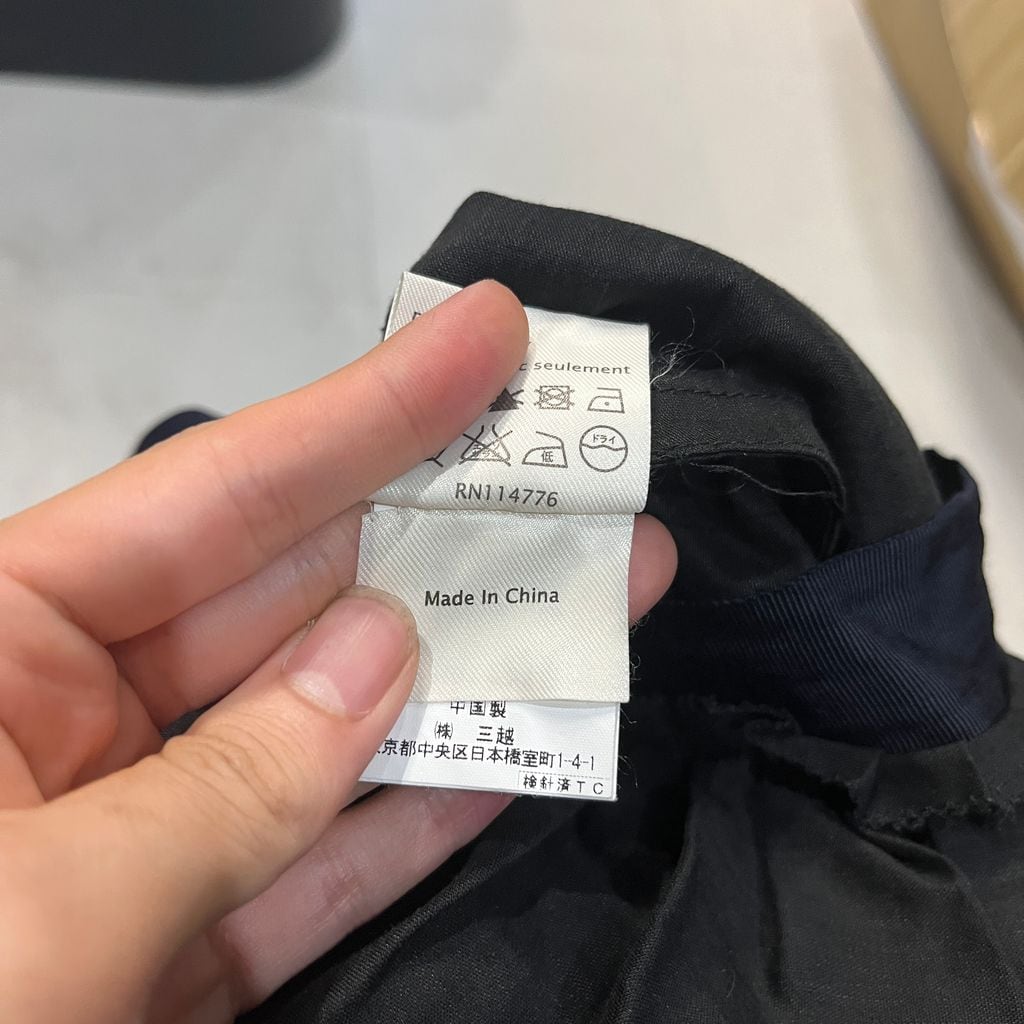 seulement
低 ドライ
RN114776
Made In China
中国製
㈱ 三越
京都中央区日本橋室町1-4-1
検針済TC